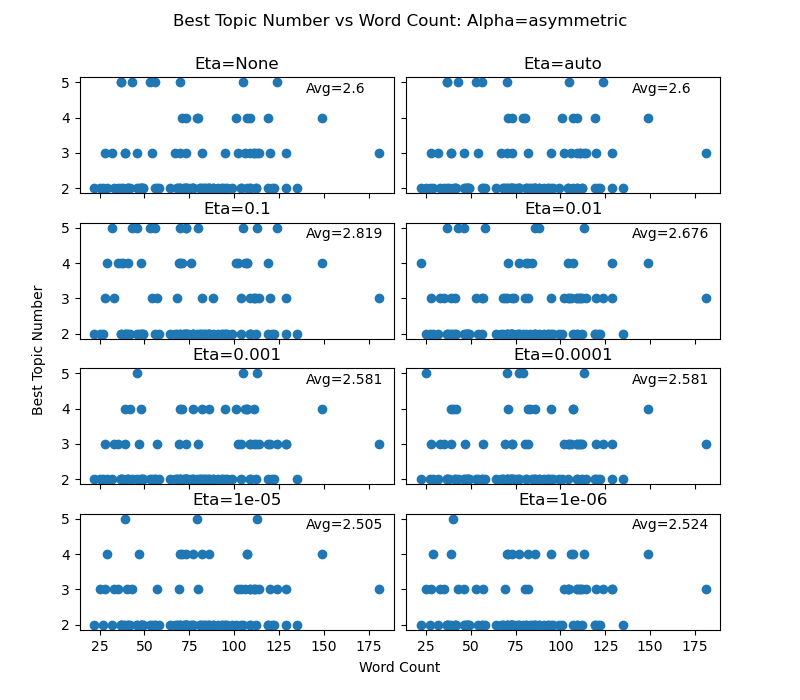 Best Topic Number vs Word Count: Alpha=asymmetric
Eta=None
Eta=auto
5
Avg=2.6
Avg=2.6
4
3
2
Eta=0.1
Eta=0.01
5
Avg=2.819
Avg=2.676
4
3
2
Eta=0.001
Eta=0.0001
5
Avg=2.581
Avg=2.581
4
3
2
Eta=1e-05
Eta=1e-06
5
Avg=2.505
Avg=2.524
4
3
2
25 50 75 100 125 150 175 25 50 75 100 125 150 175
Best Topic Number
Word Count